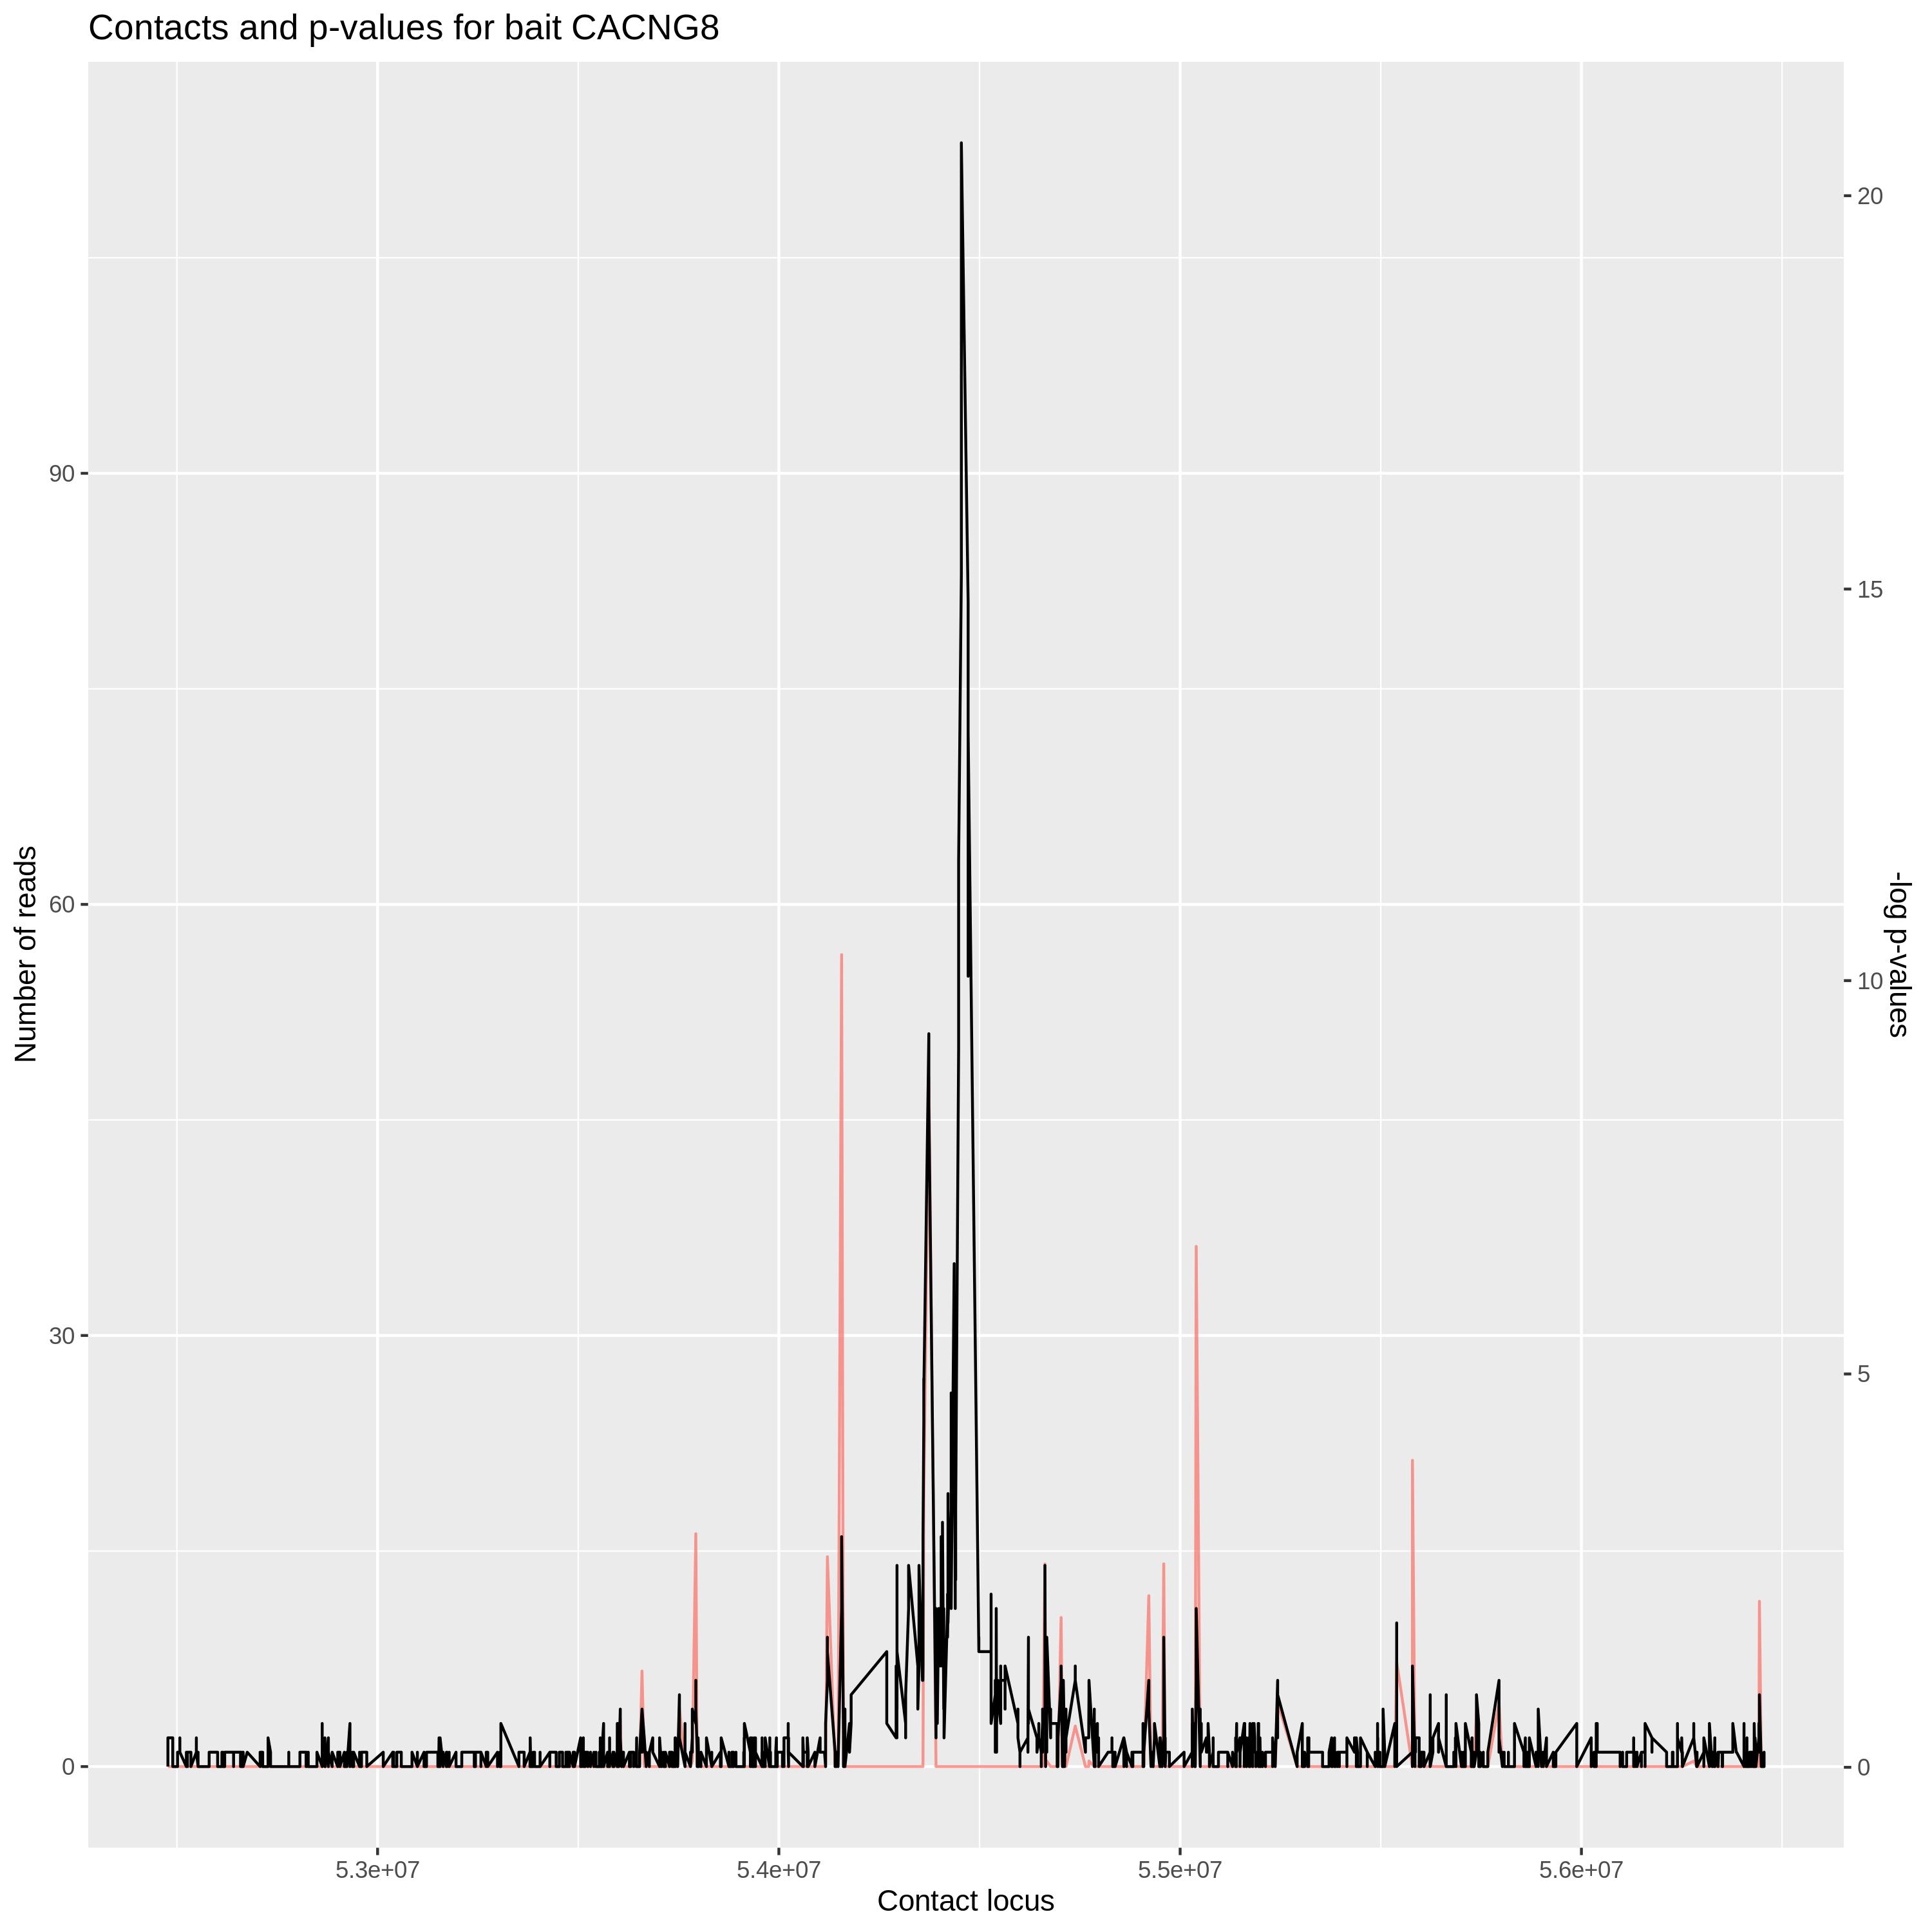 Contacts and p-values for bait CACNG8
90
60
30
0
Number of reads
20
15
10
5
0
-log p-values
5.3e+07
5.4e+07
5.5e+07
5.6e+07
Contact locus